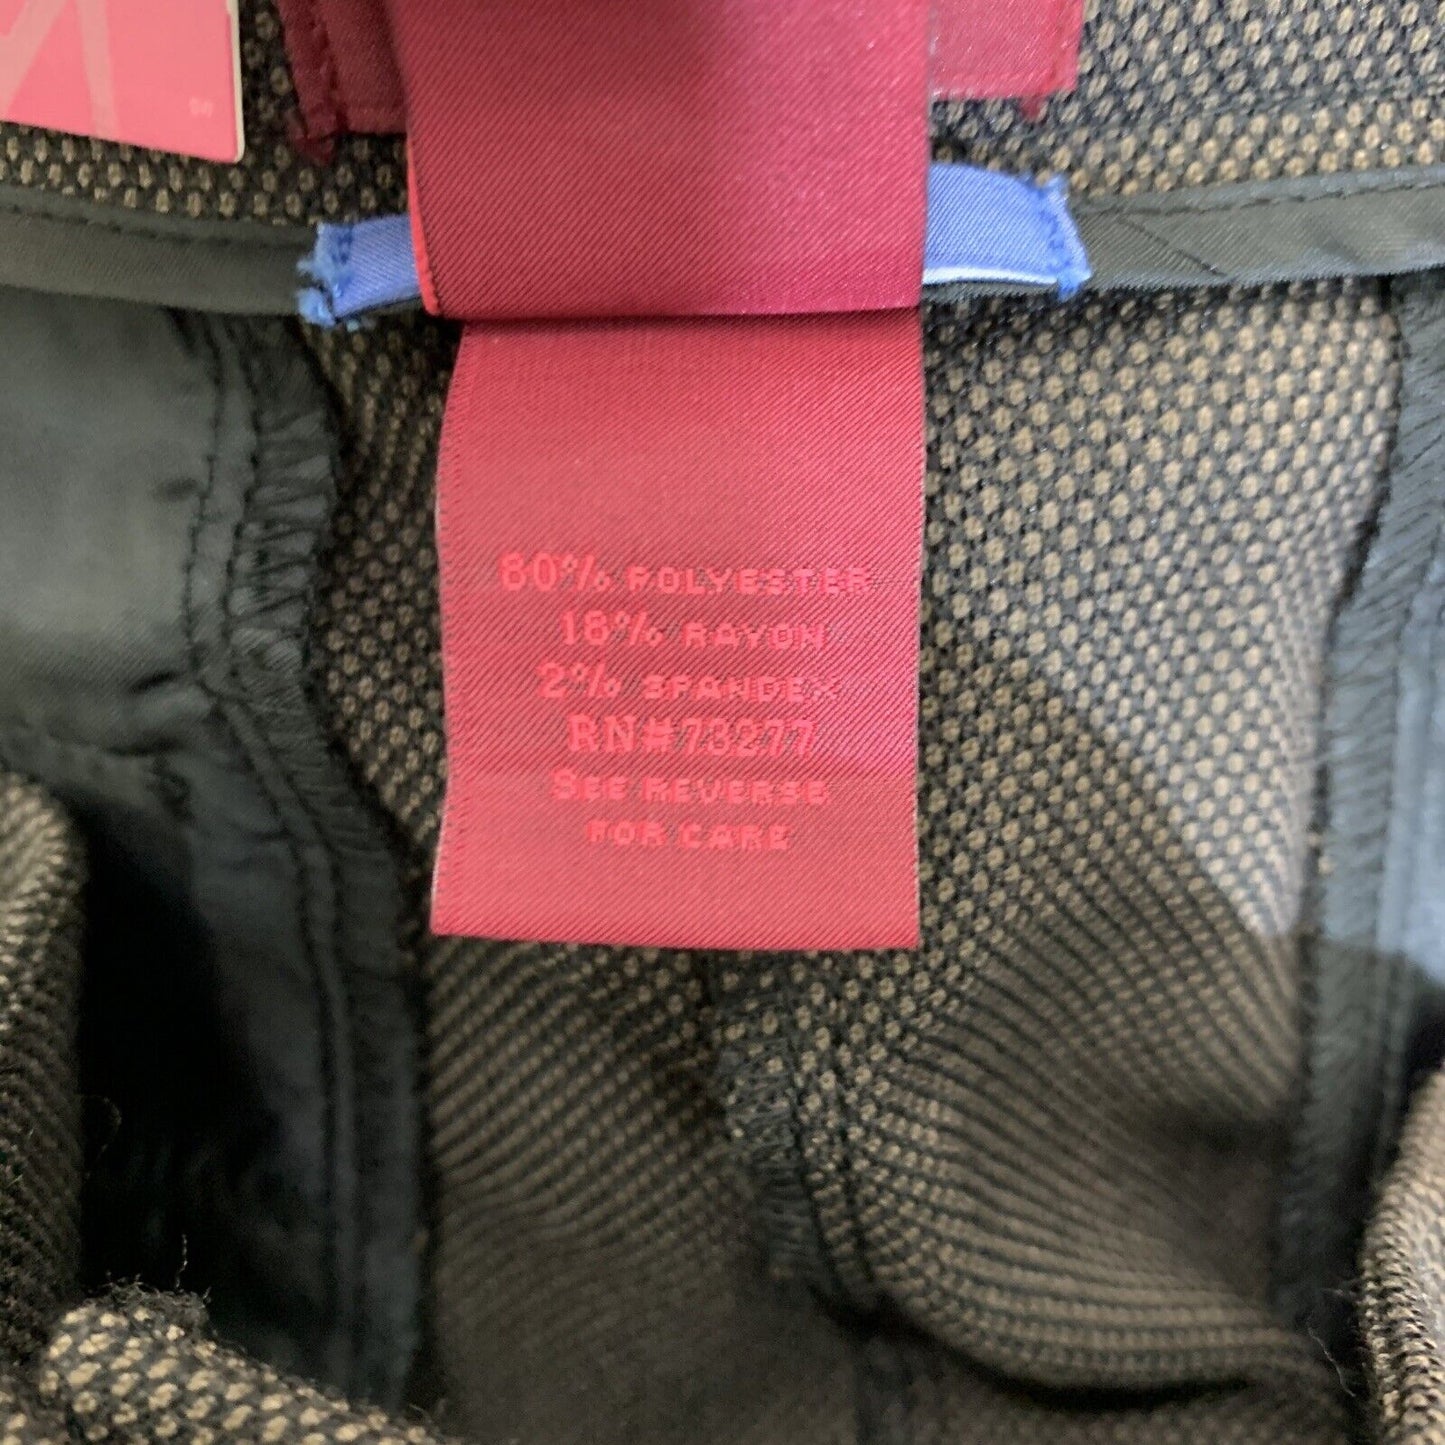 80% POLYESTER
18% RAYON
2% SPANDEX
RN#73277
SEE REVERSE
FOR CARE